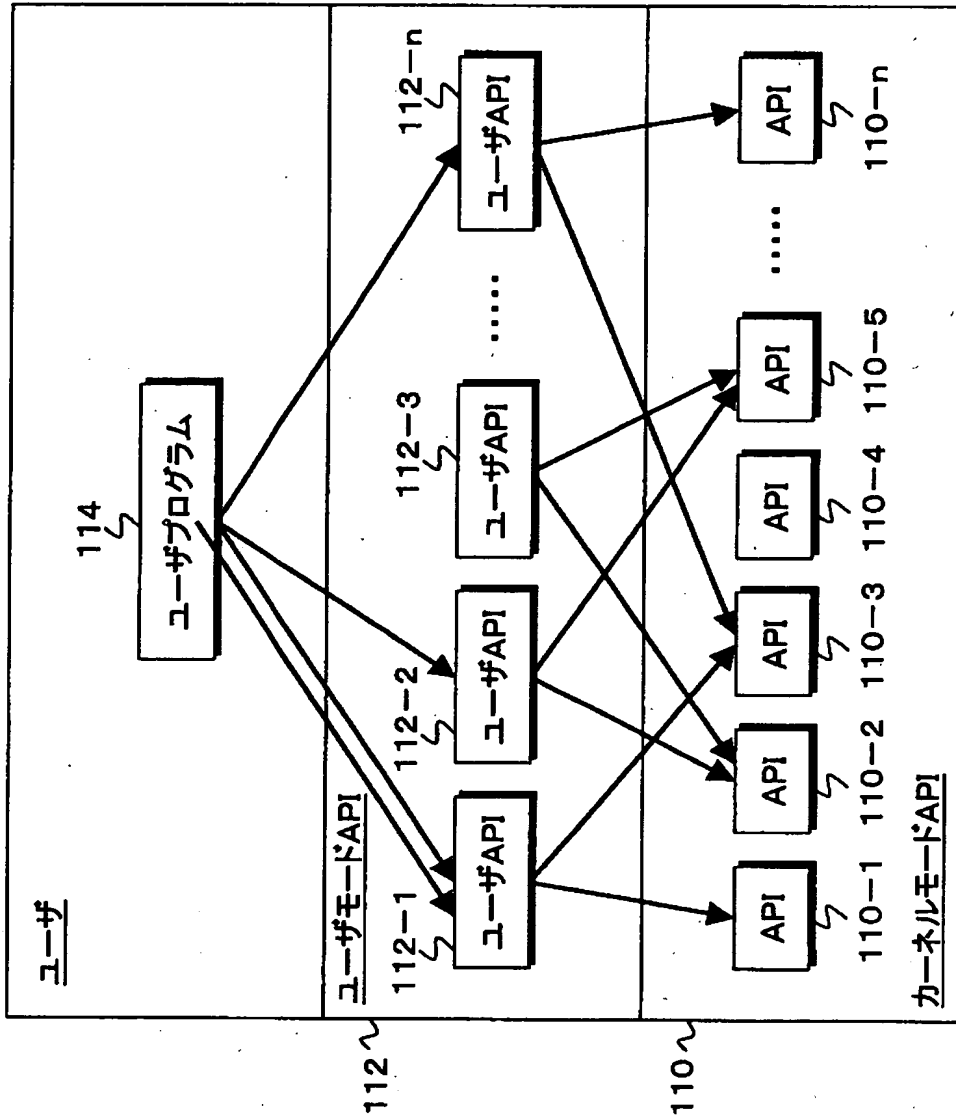 ユーザ
114
ユーザプログラム
112
ユーザモードAPI
112-1
112-2
112-3
112-n
ユーザAPI
ユーザAPI
ユーザAPI
.....
ユーザAPI
110
API
API
API
API
API
.....
API
110-1
110-2
110-3
110-4
110-5
110-n
カーネルモードAPI